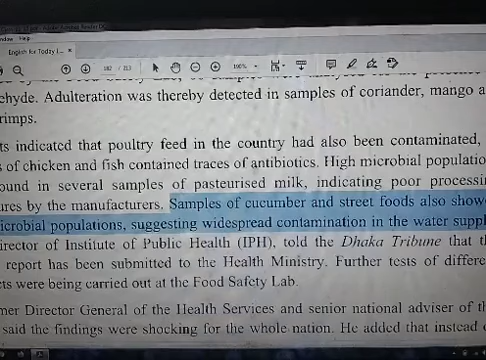 English for Today I... ×
182 / 213
ehyde. Adulteration was thereby detected in samples of coriander, mango a
rimps.
ts indicated that poultry feed in the country had also been contaminated,
s of chicken and fish contained traces of antibiotics. High microbial populatio
ound in several samples of pasteurised milk, indicating poor processin
ures by the manufacturers. Samples of cucumber and street foods also show
icrobial populations, suggesting widespread contamination in the water suppl
irector of Institute of Public Health (IPH), told the Dhaka Tribune that th
report has been submitted to the Health Ministry. Further tests of differe
cts were being carried out at the Food Safety Lab.
mer Director General of the Health Services and senior national adviser of th
said the findings were shocking for the whole nation. He added that instead o